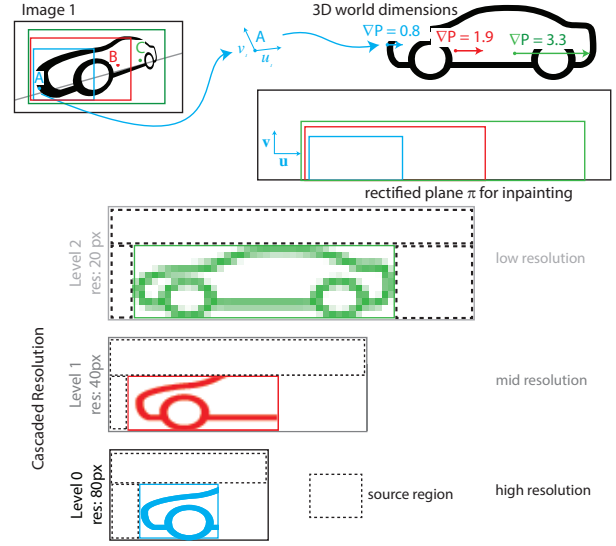 Image 1
3D world dimensions
A
B
C
A
v
u
∇P = 0.8
∇P = 1.9
∇P = 3.3
v
u
rectified plane π for inpainting
Cascaded Resolution
Level 2
res: 20 px
low resolution
Level 1
res: 40px
mid resolution
Level 0
res: 80px
source region
high resolution